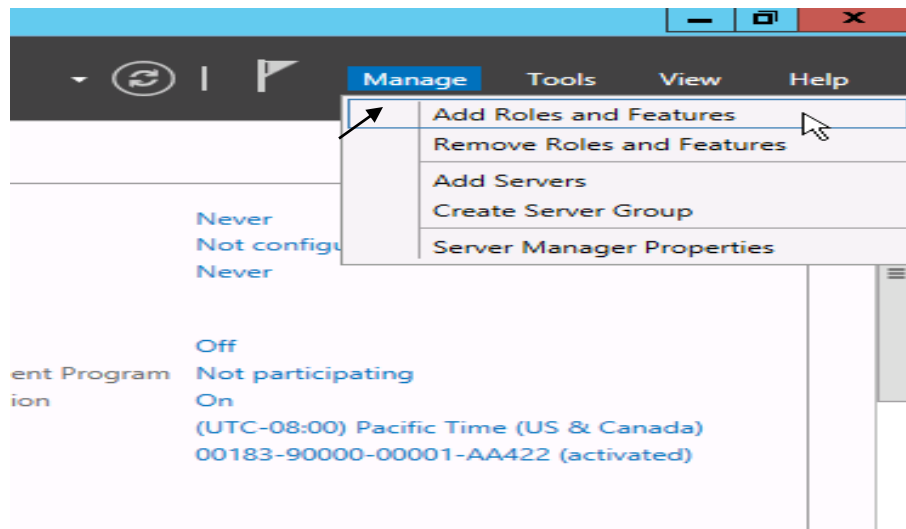 Manage Tools View Help
Add Roles and Features
Remove Roles and Features
Add Servers
Create Server Group
Server Manager Properties
Never
Not configu
Never
Off
ent Program Not participating
ion On
(UTC-08:00) Pacific Time (US & Canada)
00183-90000-00001-AA422 (activated)